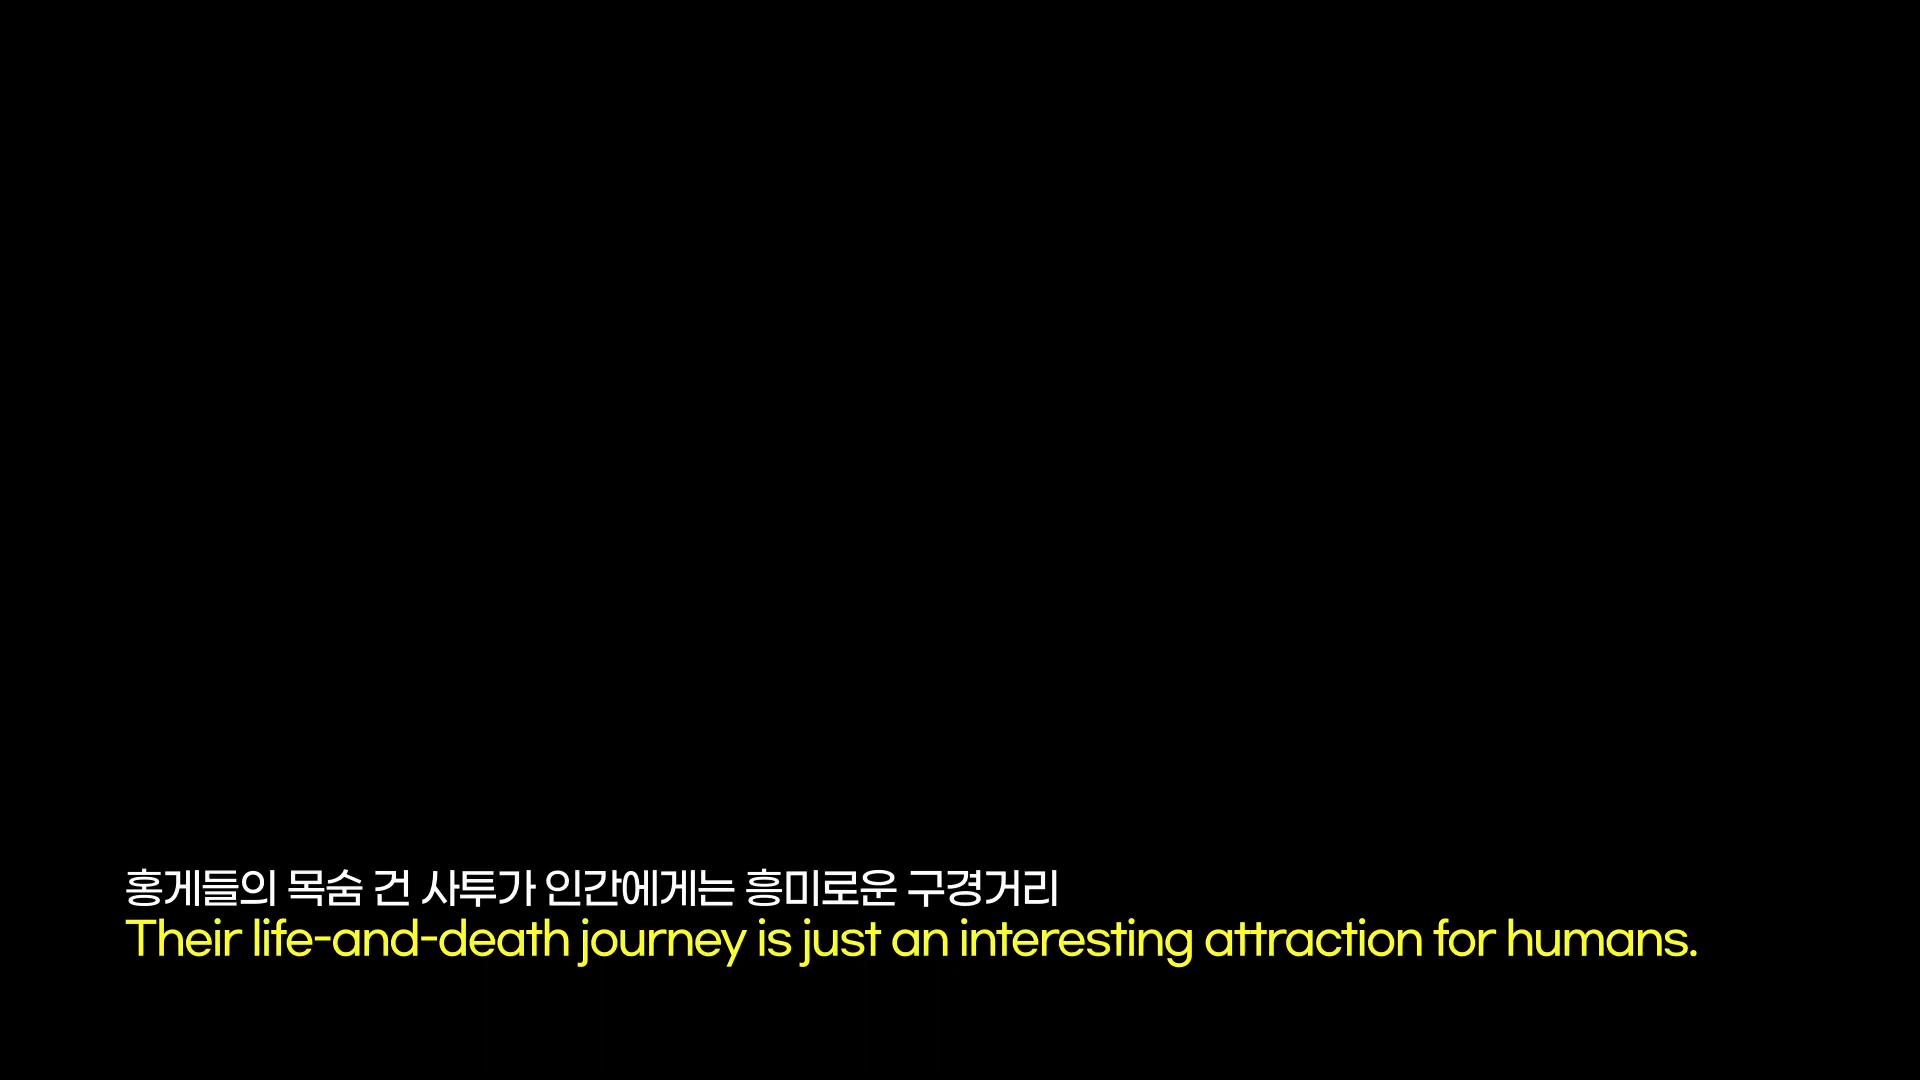 홍게들의 목숨 건 사투가 인간에게는 흥미로운 구경거리
Their life-and-death journey is just an interesting attraction for humans.